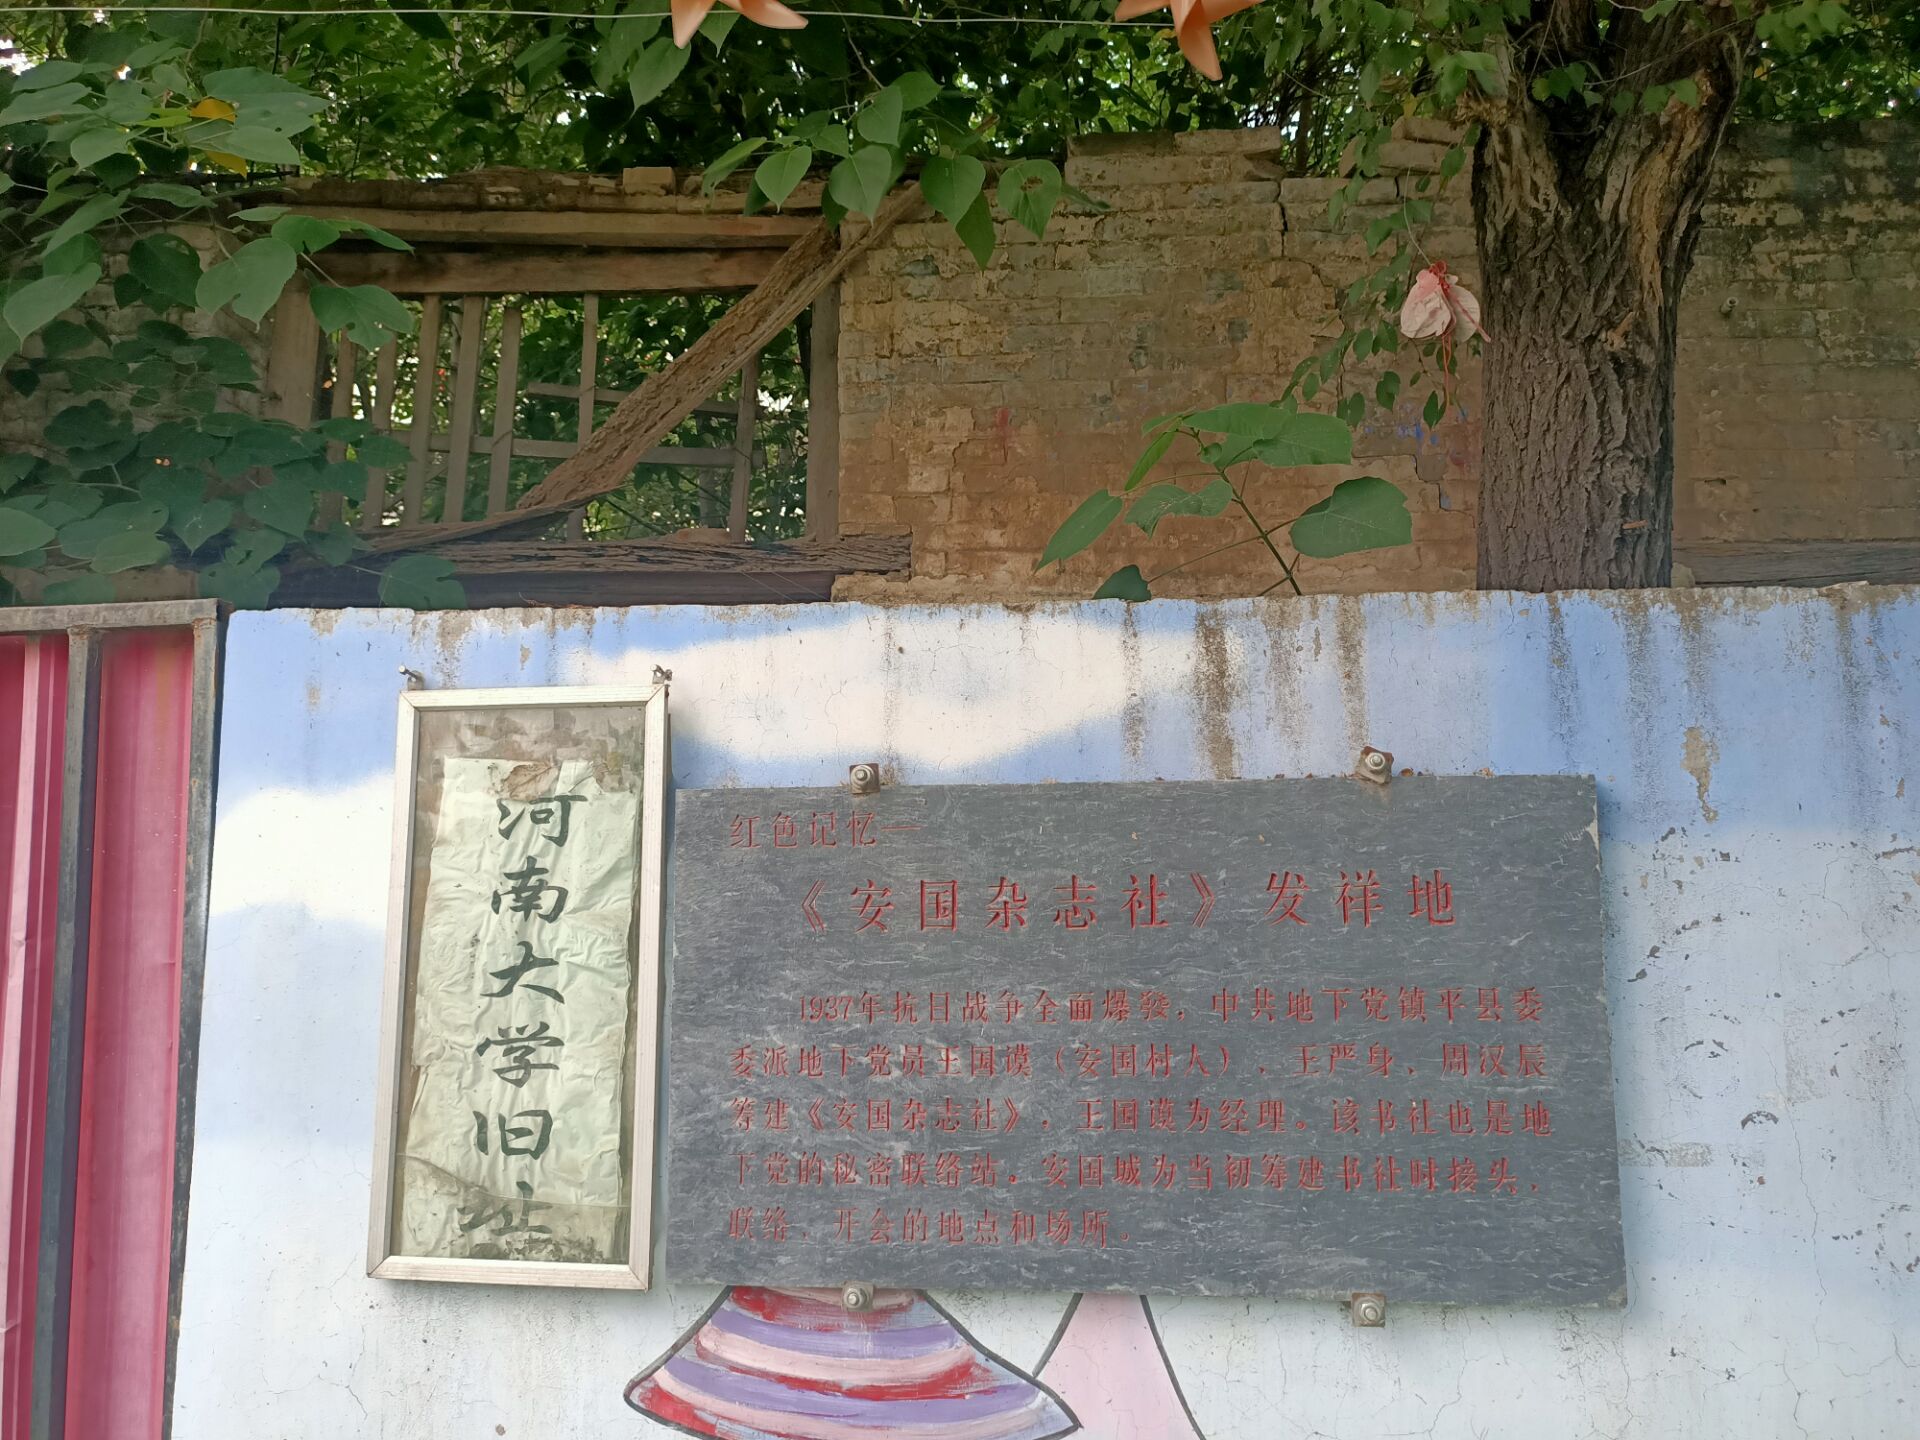 河南大学旧址
红色记忆—
《安国杂志社》发祥地
1937年抗日战争全面爆發，中共地下党镇平县委
委派地下党员王国谟（安国村人）、王严身、周汉辰
筹建《安国杂志社》，王国谟为经理。该书社也是地
下党的秘密联络站。安国城为当初筹建书社时接头、
联络、开会的地点和场所。